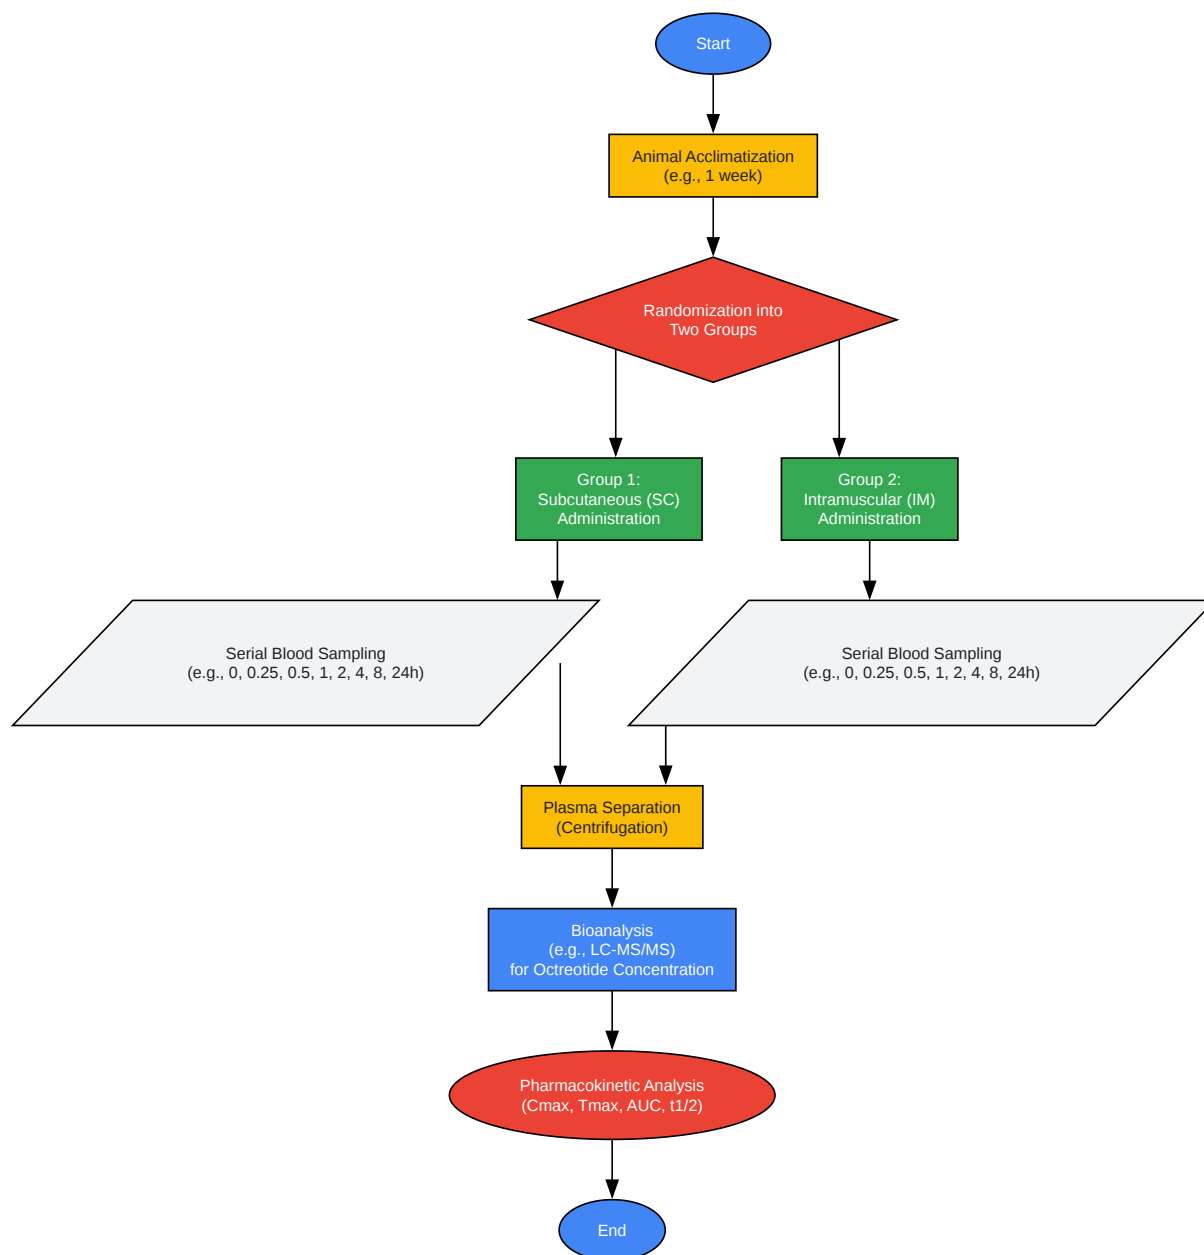 Start
Animal Acclimatization
(e.g., 1 week)
Randomization into
Two Groups
Group 1:
Subcutaneous (SC)
Administration
Group 2:
Intramuscular (IM)
Administration
Serial Blood Sampling
(e.g., 0, 0.25, 0.5, 1, 2, 4, 8, 24h)
Serial Blood Sampling
(e.g., 0, 0.25, 0.5, 1, 2, 4, 8, 24h)
Plasma Separation
(Centrifugation)
Bioanalysis
(e.g., LC-MS/MS)
for Octreotide Concentration
Pharmacokinetic Analysis
(Cmax, Tmax, AUC, t1/2)
End